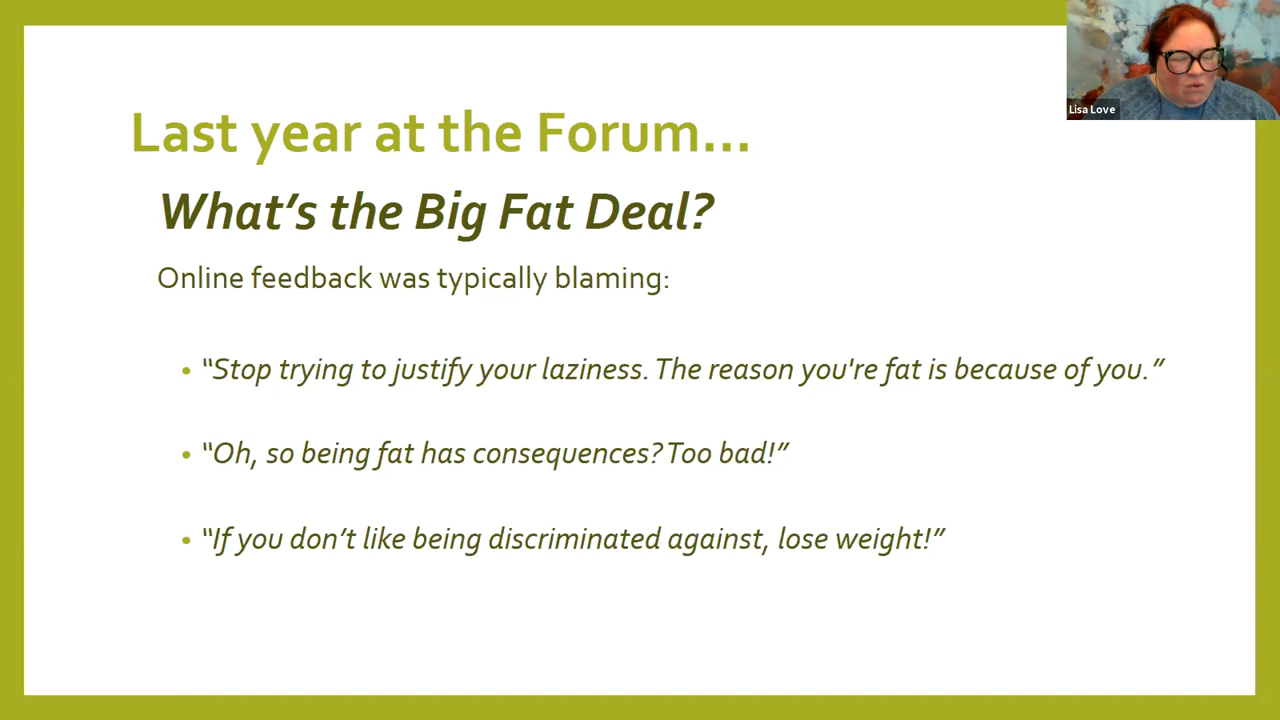 Last year at the Forum...
What's the Big Fat Deal?
Online feedback was typically blaming:
• “Stop trying to justify your laziness. The reason you're fat is because of you.”
• “Oh, so being fat has consequences? Too bad!”
• “If you don’t like being discriminated against, lose weight!”
Lisa Love